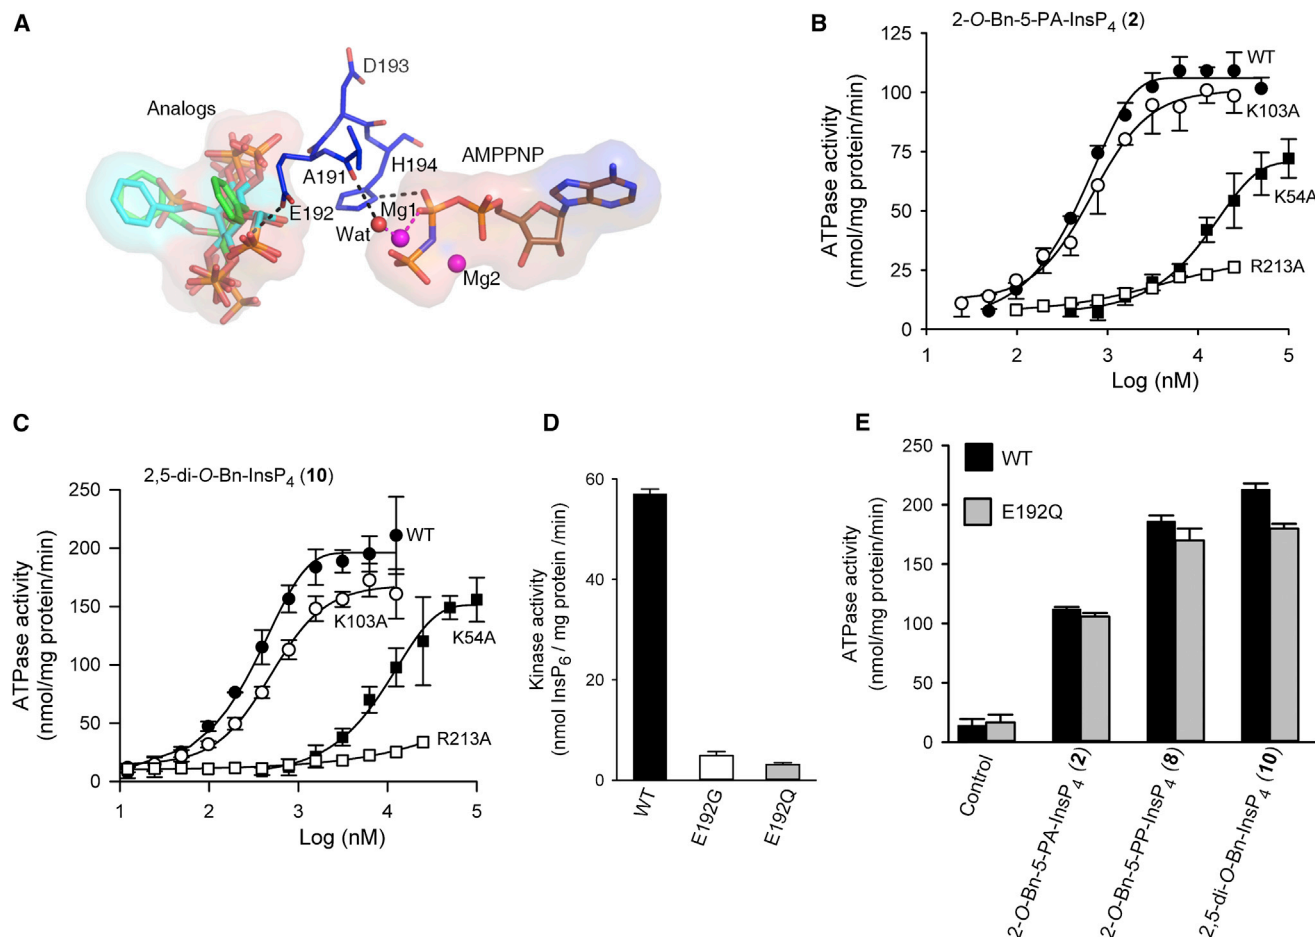 A
D193
Analogs
H194
AMPPNP
A191
E192
Mg1
Wat
Mg2
B
2-O-Bn-5-PA-InsP4 (2)
125
100
75
50
25
0
ATPase activity
(nmol/mg protein/min)
WT
K103A
K54A
R213A
1 2 3 4 5
Log (nM)
C
2,5-di-O-Bn-InsP4 (10)
250
200
150
100
50
0
ATPase activity
(nmol/mg protein/min)
WT
K103A
K54A
R213A
1 2 3 4 5
Log (nM)
D
60
40
20
0
Kinase activity
(nmol InsP6 / mg protein /min)
WT
E192G
E192Q
E
250
200
150
100
50
0
ATPase activity
(nmol/mg protein/min)
WT
E192Q
Control
2-O-Bn-5-PA-InsP4 (2)
2-O-Bn-5-PP-InsP4 (8)
2,5-di-O-Bn-InsP4 (10)